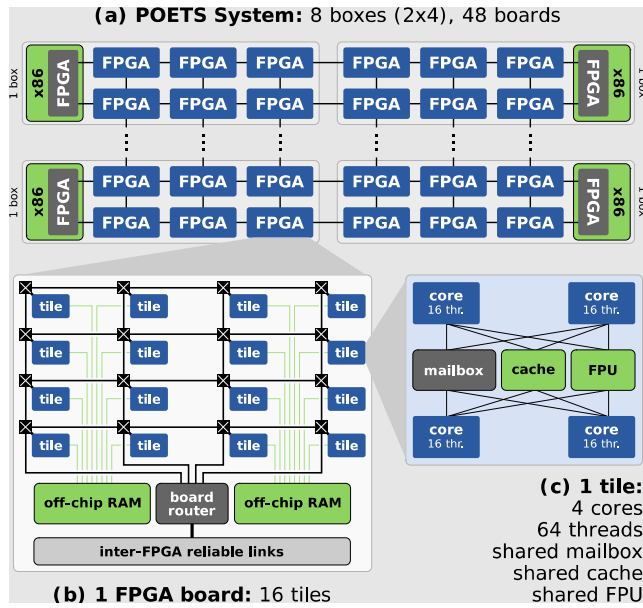 (a) POETS System: 8 boxes (2x4), 48 boards
1 box
x86
FPGA
FPGA FPGA FPGA FPGA FPGA FPGA
FPGA FPGA FPGA FPGA FPGA FPGA
FPGA
x86
1 box
1 box
x86
FPGA
FPGA FPGA FPGA FPGA FPGA FPGA
FPGA FPGA FPGA FPGA FPGA FPGA
FPGA
x86
1 box
tile tile tile tile
tile tile tile tile
tile tile tile tile
tile tile tile tile
off-chip RAM
board
router
off-chip RAM
inter-FPGA reliable links
(b) 1 FPGA board: 16 tiles
core
16 thr.
core
16 thr.
mailbox
cache
FPU
core
16 thr.
core
16 thr.
(c) 1 tile:
4 cores
64 threads
shared mailbox
shared cache
shared FPU